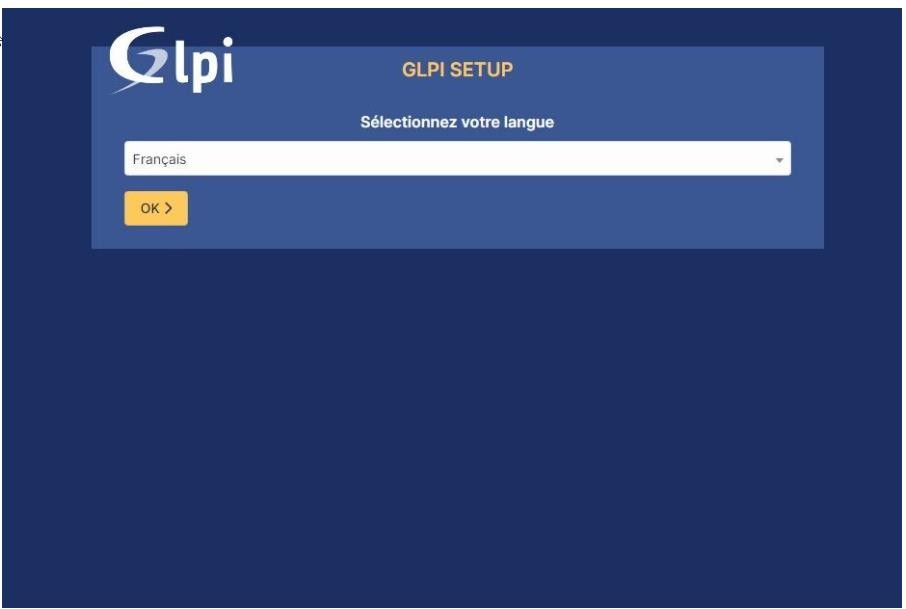 Glpi
GLPI SETUP
Sélectionnez votre langue
Français
OK